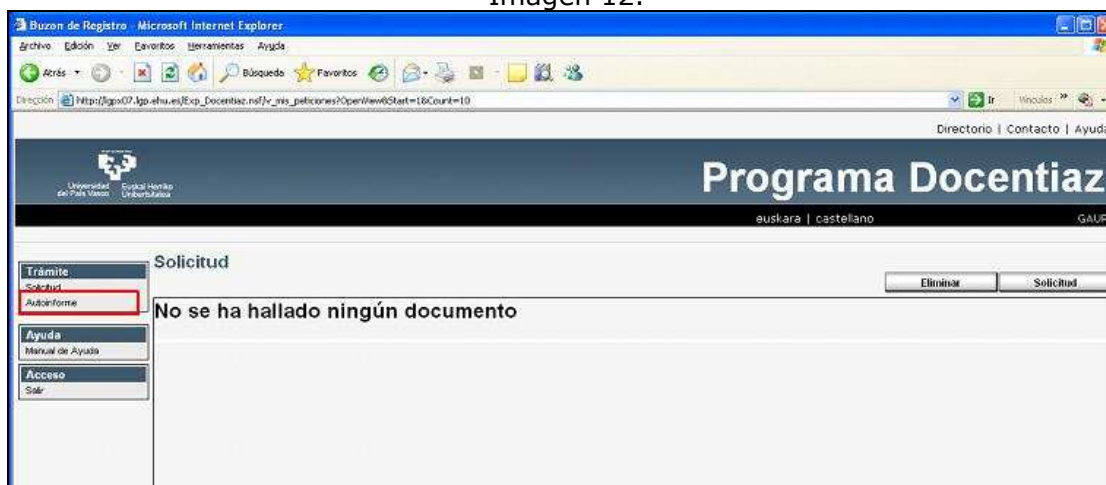 Imagen 12.
Buzon de Registro - Microsoft Internet Explorer
Archivo Edición Ver Favoritos Herramientas Ayuda
Atrás Búsqueda Favoritos
Dirección http://lgpx07.lgp.ehu.es/Exp_Docentiaz.nsf/v_mis_peticiones?OpenView&Start=1&Count=10 Ir Vínculos »
Directorio | Contacto | Ayuda
Universidad del País Vasco Euskal Herriko Unibertsitatea
Programa Docentiaz
euskara | castellano GAUR
Trámite
Solicitud
Autoinforme
Solicitud
Eliminar Solicitud
No se ha hallado ningún documento
Ayuda
Manual de Ayuda
Acceso
Salir